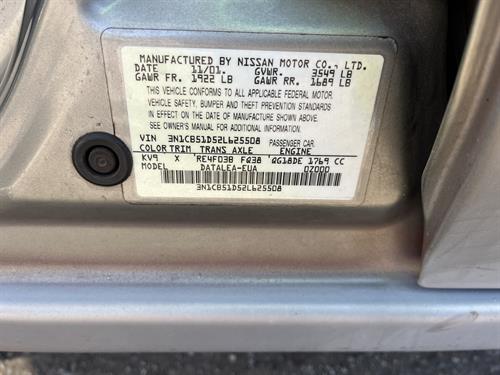 MANUFACTURED BY NISSAN MOTOR CO., LTD.
DATE 11/01. GVWR: 3549 LB
GAWR FR. 1922 LB GAWR RR. 1689 LB
THIS VEHICLE CONFORMS TO ALL APPLICABLE FEDERAL MOTOR
VEHICLE SAFETY, BUMPER AND THEFT PREVENTION STANDARDS
IN EFFECT ON THE DATE OF MANUFACTURE SHOWN ABOVE.
SEE OWNER'S MANUAL FOR ADDITIONAL INFORMATION.
VIN 3N1CB51D52L625508 PASSENGER CAR.
COLOR TRIM TRANS AXLE ENGINE
KV9 X 'RE4F03B FQ38 'QG18DE 1769 CC
MODEL DATALEA-EUA 0Z000
3N1CB51D52L625508